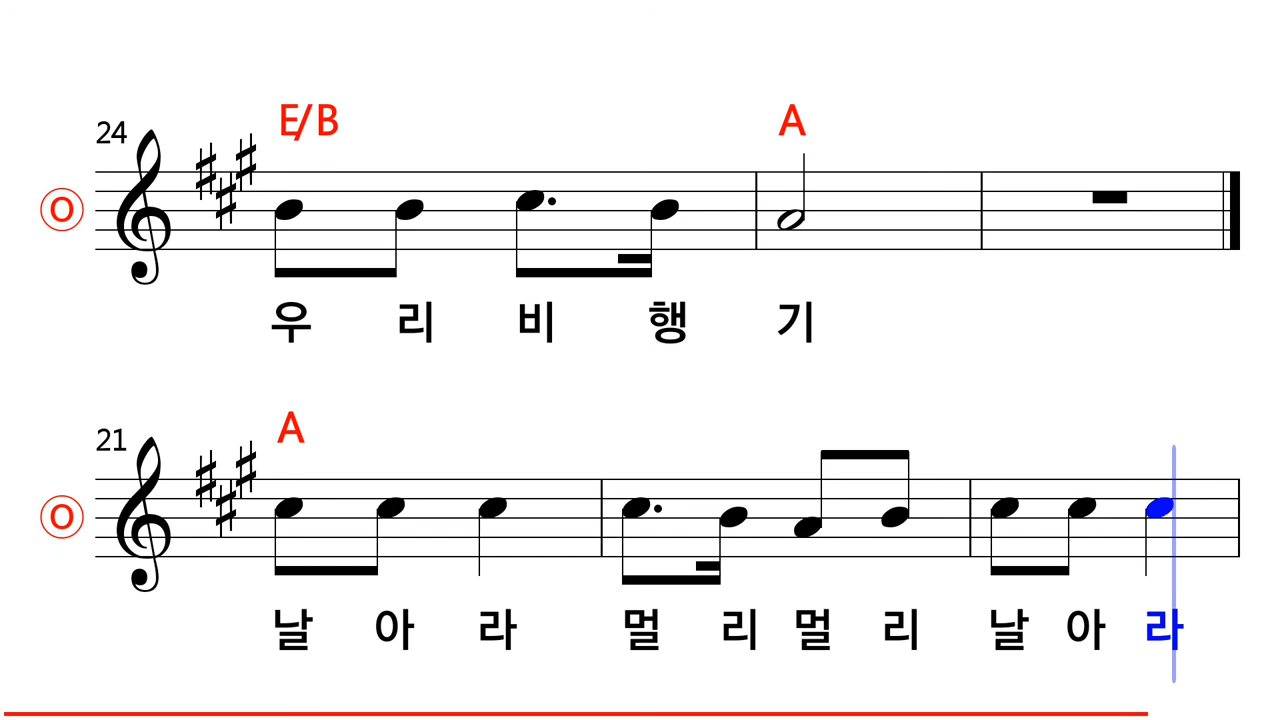 E/B A
24
O
우 리 비 행 기
A
21
O
날 아 라 멀 리 멀 리 날 아 라